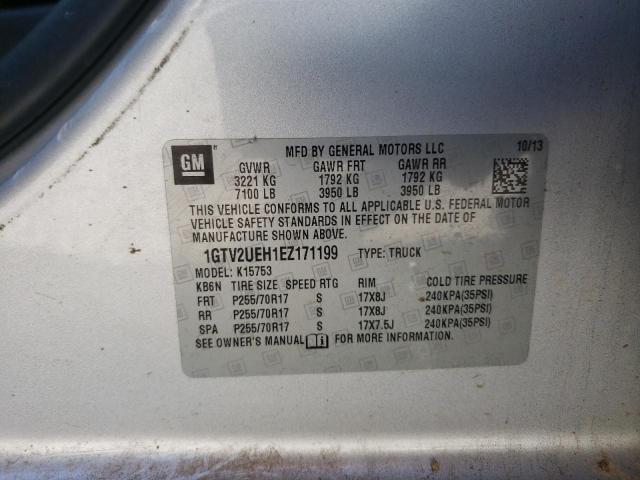 GM MFD BY GENERAL MOTORS LLC 10/13
GVWR GAWR FRT GAWR RR
3221 KG 1792 KG 1792 KG
7100 LB 3950 LB 3950 LB
THIS VEHICLE CONFORMS TO ALL APPLICABLE U.S. FEDERAL MOTOR
VEHICLE SAFETY STANDARDS IN EFFECT ON THE DATE OF
MANUFACTURE SHOWN ABOVE.
1GTV2UEH1EZ171199 TYPE: TRUCK
MODEL: K15753
KB6N TIRE SIZE SPEED RTG RIM COLD TIRE PRESSURE
FRT P255/70R17 S 17X8J 240KPA(35PSI)
RR P255/70R17 S 17X8J 240KPA(35PSI)
SPA P255/70R17 S 17X7.5J 240KPA(35PSI)
SEE OWNER'S MANUAL FOR MORE INFORMATION.